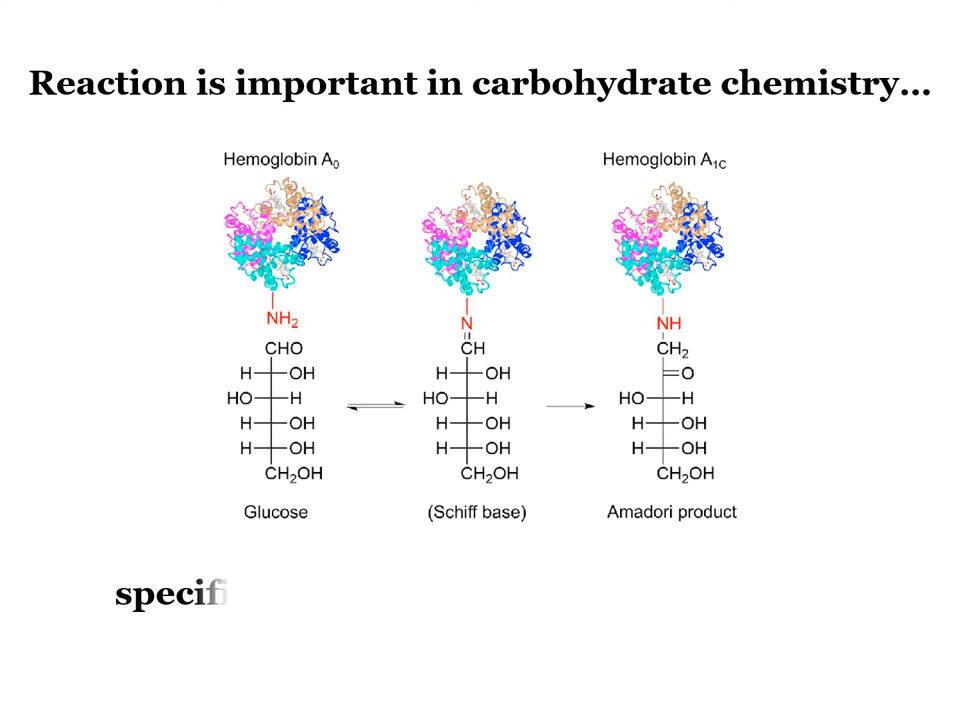 Reaction is important in carbohydrate chemistry...
Hemoglobin A0
Hemoglobin A1C
NH2
N
NH
CHO
CH
CH2
H
OH
H
OH
O
HO
H
HO
H
HO
H
H
OH
H
OH
H
OH
H
OH
H
OH
H
OH
CH2OH
CH2OH
CH2OH
Glucose
(Schiff base)
Amadori product